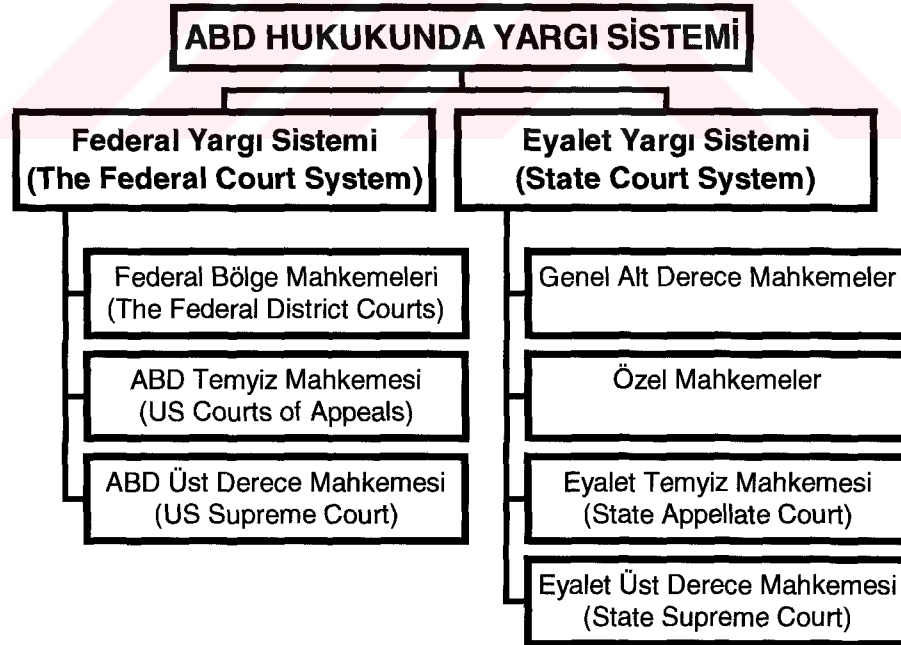 ABD HUKUKUNDA YARGI SİSTEMİ
Federal Yargı Sistemi
(The Federal Court System)
Federal Bölge Mahkemeleri
(The Federal District Courts)
ABD Temyiz Mahkemesi
(US Courts of Appeals)
ABD Üst Derece Mahkemesi
(US Supreme Court)
Eyalet Yargı Sistemi
(State Court System)
Genel Alt Derece Mahkemeler
Özel Mahkemeler
Eyalet Temyiz Mahkemesi
(State Appellate Court)
Eyalet Üst Derece Mahkemesi
(State Supreme Court)